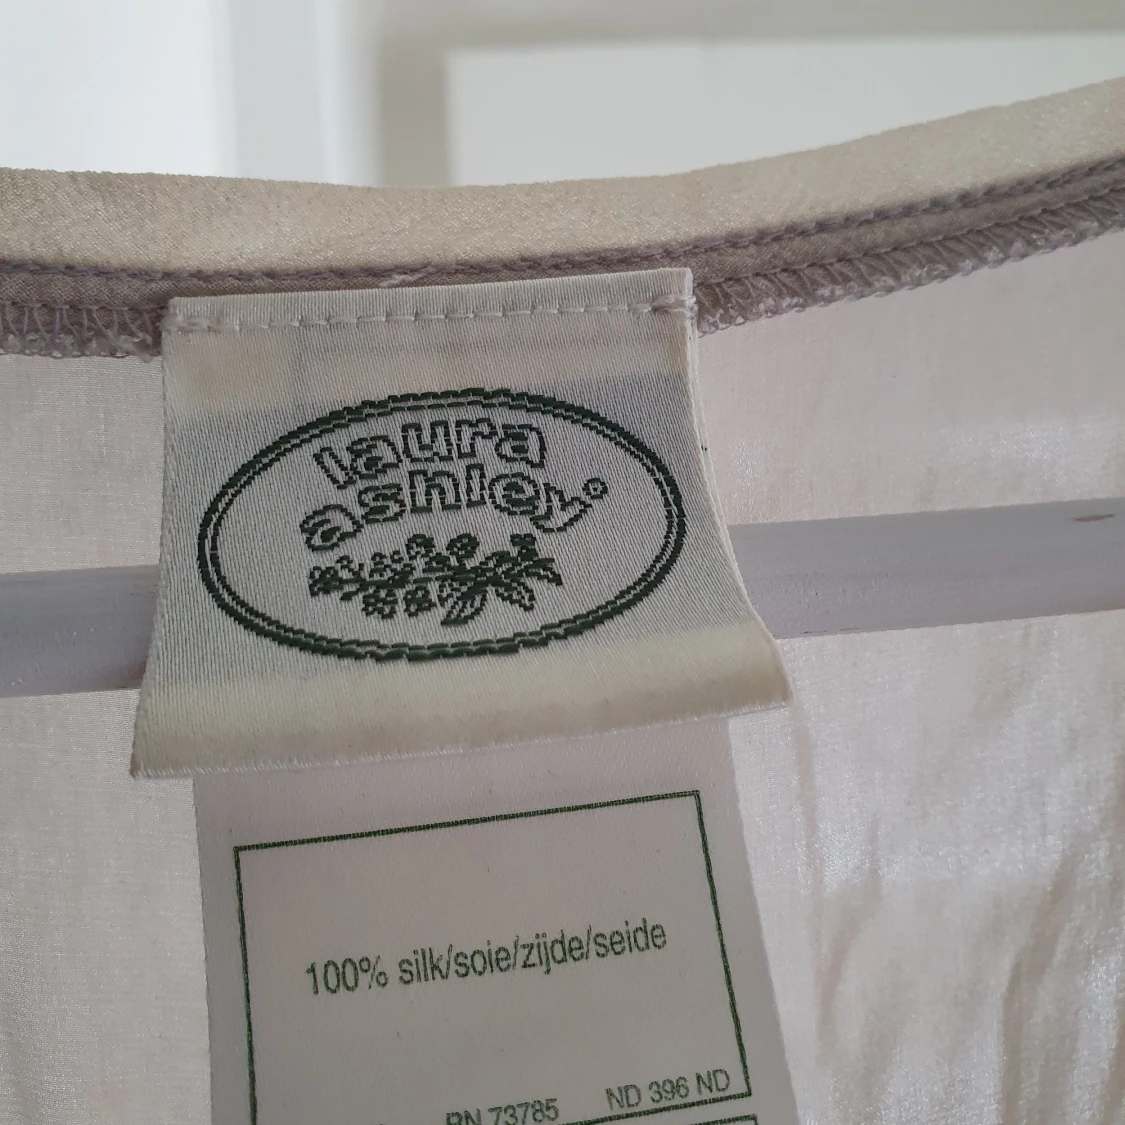 laura
ashley®
100% silk/soie/zijde/seide
RN 73785 ND 396 ND